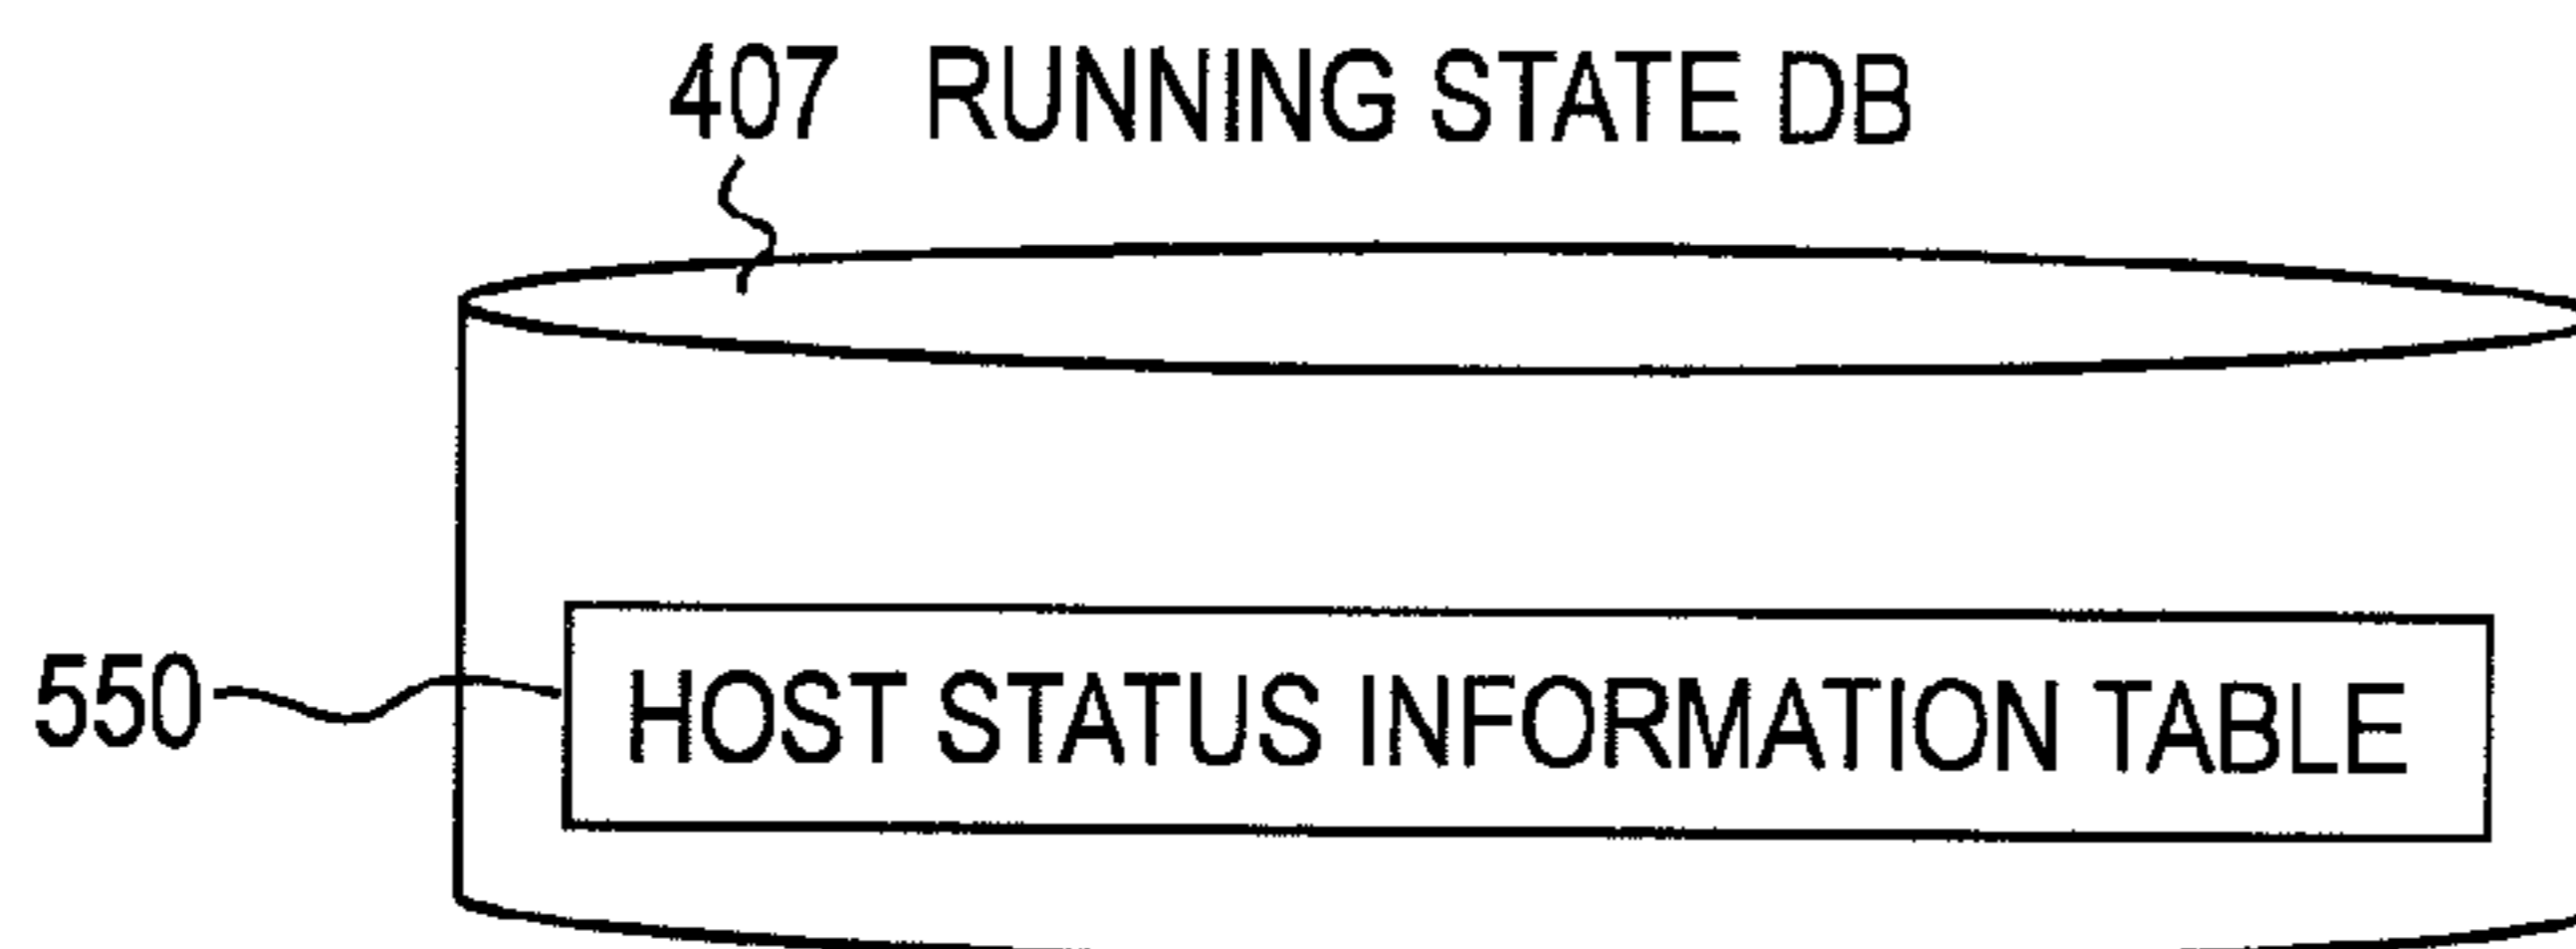 407 RUNNING STATE DB
550 HOST STATUS INFORMATION TABLE